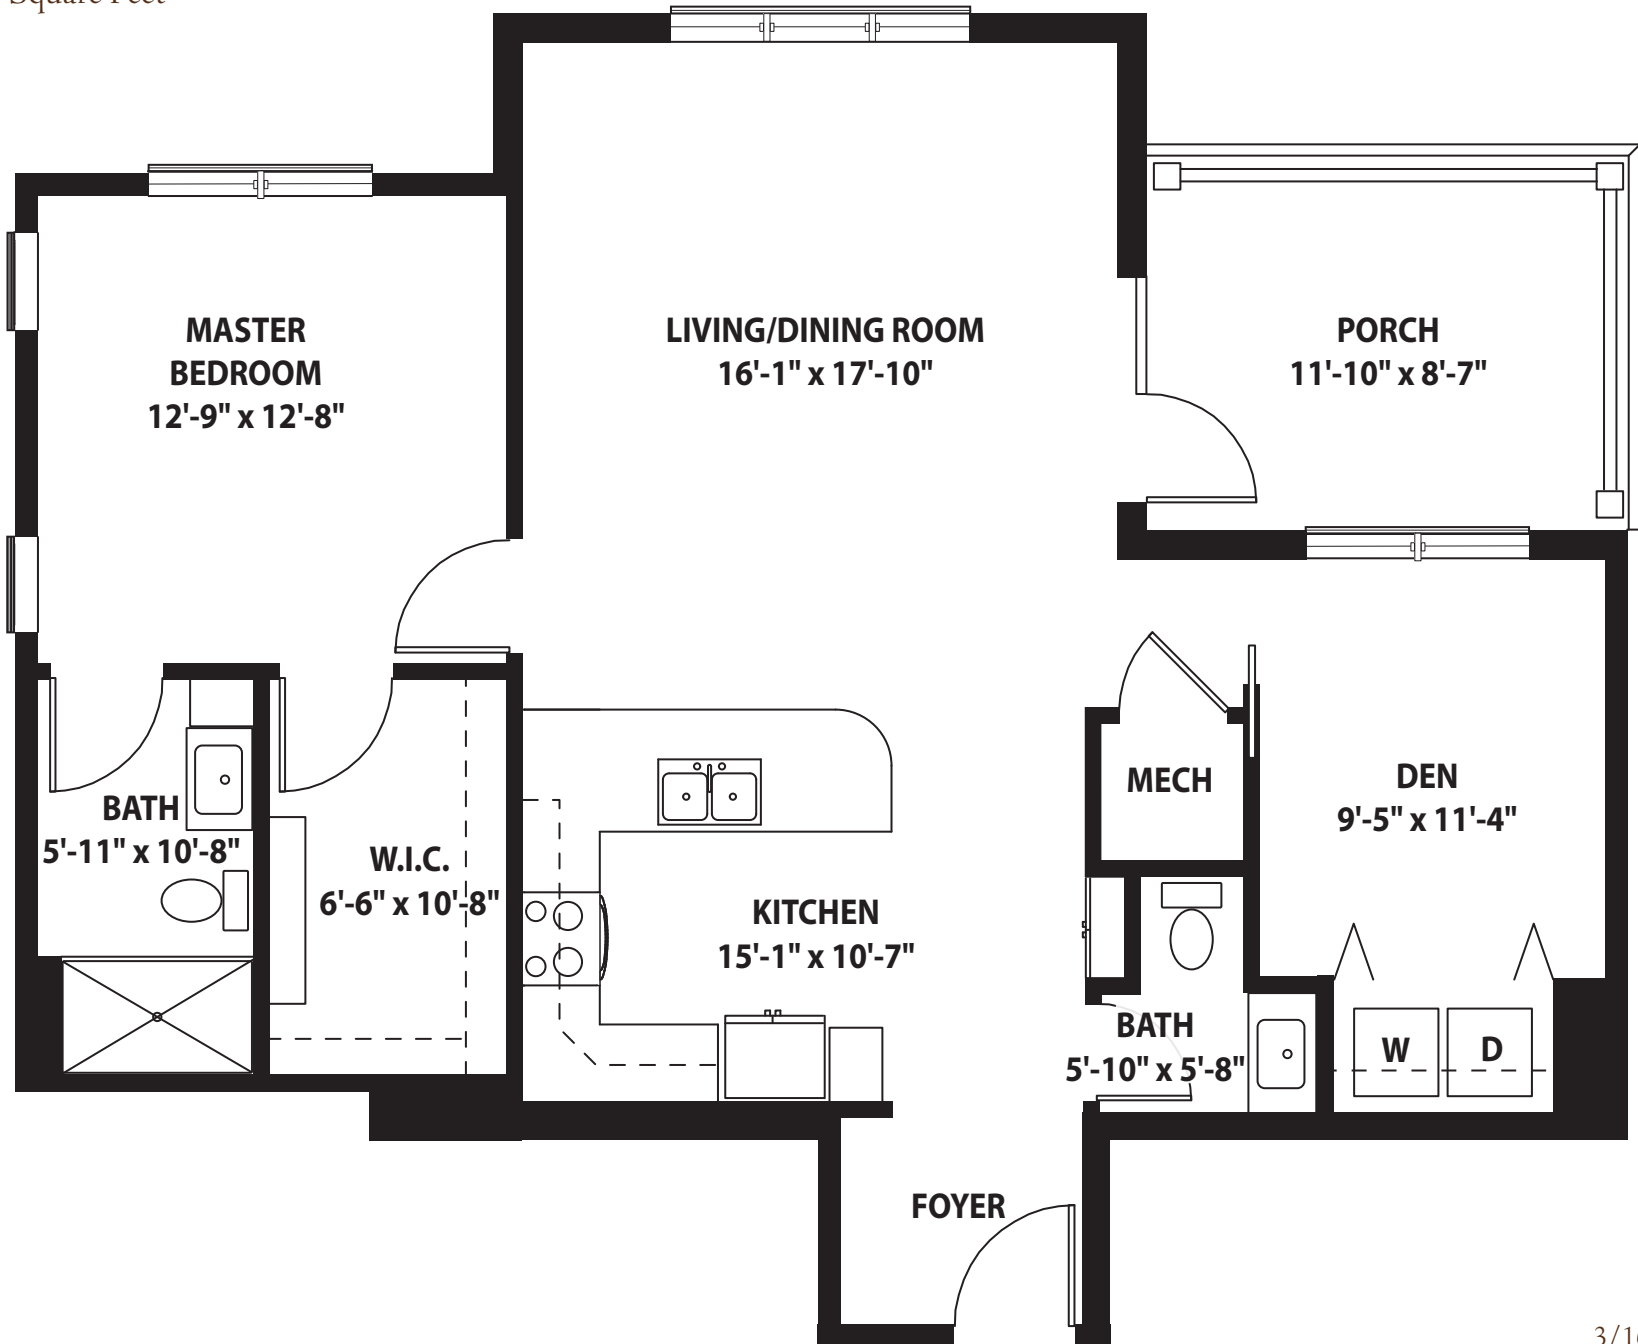 Square Feet
MASTER
BEDROOM
12'-9" x 12'-8"
LIVING/DINING ROOM
16'-1" x 17'-10"
PORCH
11'-10" x 8'-7"
BATH
5'-11" x 10'-8"
W.I.C.
6'-6" x 10'-8"
KITCHEN
15'-1" x 10'-7"
MECH
DEN
9'-5" x 11'-4"
BATH
5'-10" x 5'-8"
W
D
FOYER